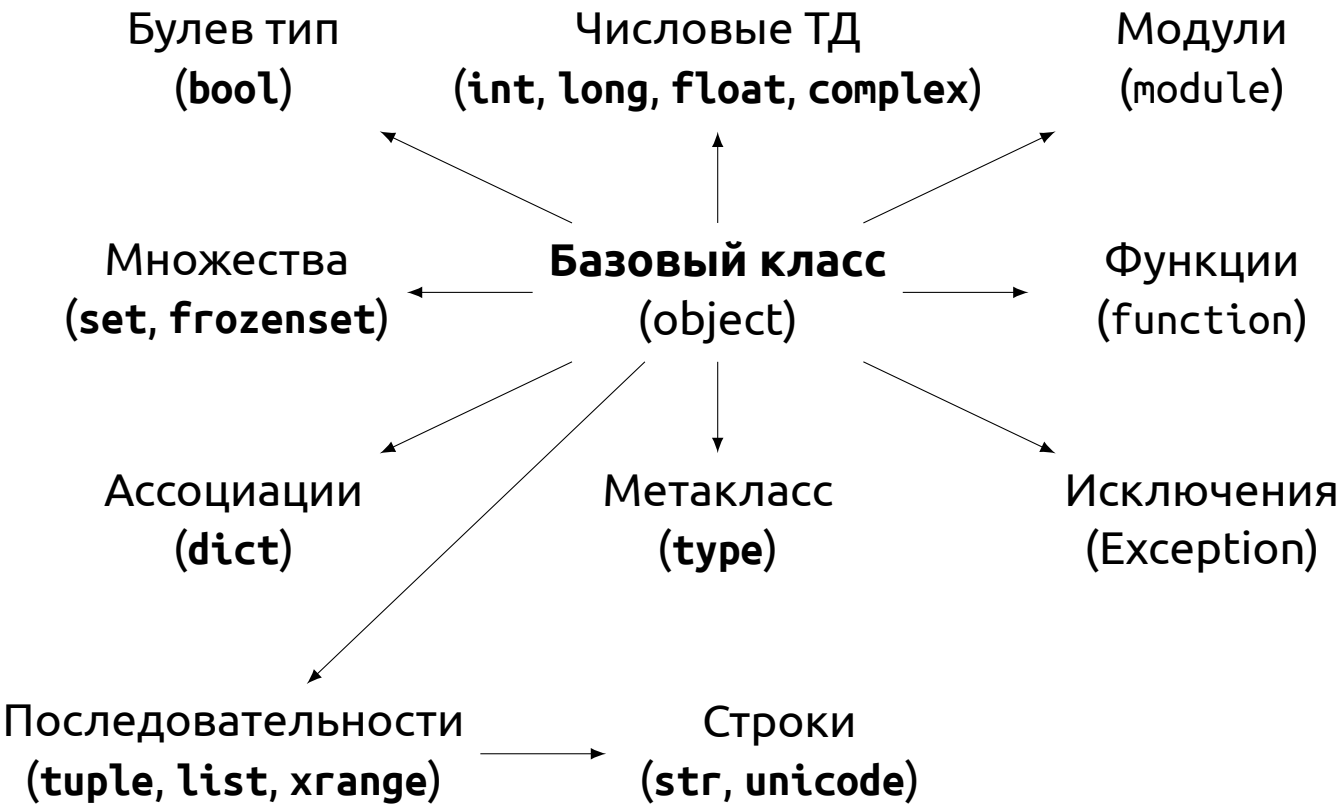 Булев тип
(bool)
Числовые ТД
(int, long, float, complex)
Модули
(module)
Множества
(set, frozenset)
Базовый класс
(object)
Функции
(function)
Ассоциации
(dict)
Метакласс
(type)
Исключения
(Exception)
Последовательности
(tuple, list, xrange)
Строки
(str, unicode)